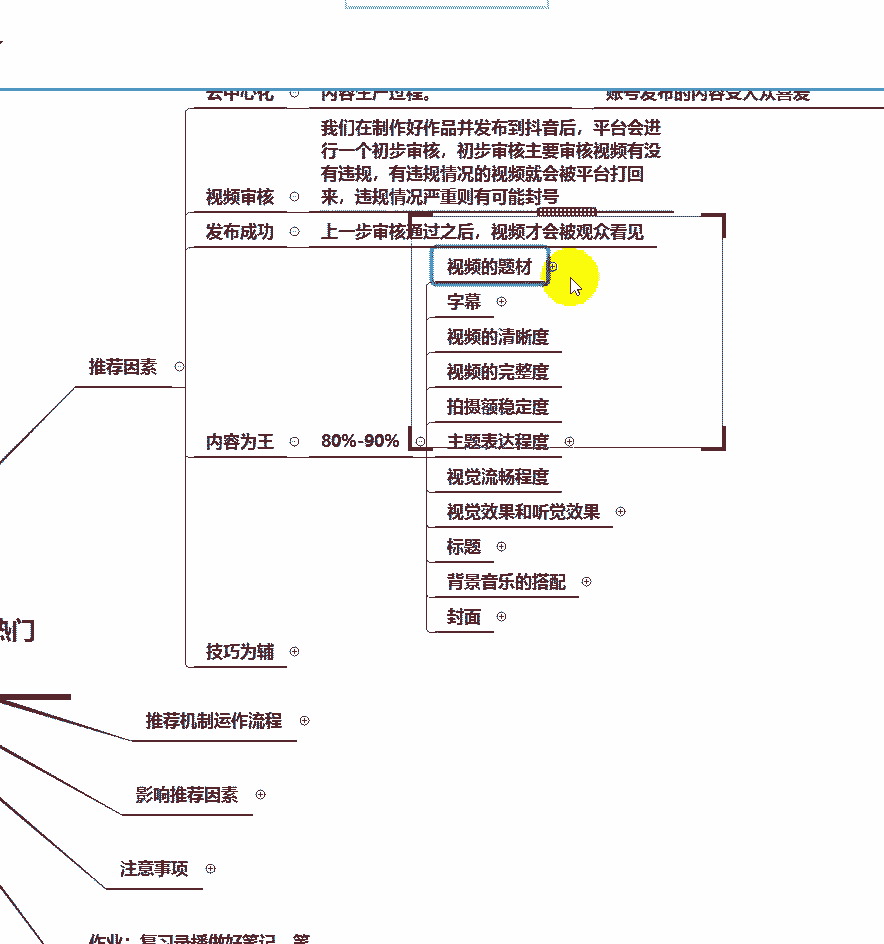 去中心化
内容生产过程。
账号发布的内容受大众喜爱
我们在制作好作品并发布到抖音后，平台会进
行一个初步审核，初步审核主要审核视频有没
有违规，有违规情况的视频就会被平台打回
视频审核
来，违规情况严重则有可能封号
发布成功
上一步审核通过之后，视频才会被观众看见
视频的题材
字幕
视频的清晰度
视频的完整度
推荐因素
拍摄额稳定度
内容为王
80%-90%
主题表达程度
视觉流畅程度
视觉效果和听觉效果
标题
背景音乐的搭配
封面
热门
技巧为辅
推荐机制运作流程
影响推荐因素
注意事项
作业：复习录播做好笔记，等